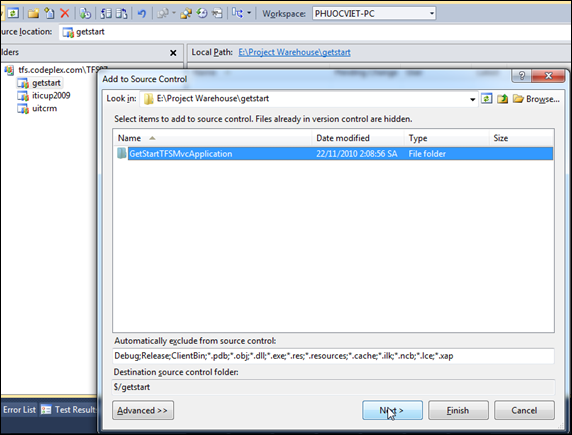 Workspace: PHUOCVIET-PC
ource location: getstart
lders
Local Path: E:\Project Warehouse\getstart
tfs.codeplex.com\TFS07
getstart
iticup2009
uitcrm
Add to Source Control
Look in: E:\Project Warehouse\getstart
Browse...
Select items to add to source control. Files already in version control are hidden.
Name Date modified Type Size
GetStartTFSMvcApplication 22/11/2010 2:08:56 SA File folder
Automatically exclude from source control:
Debug;Release;ClientBin;*.pdb;*.obj;*.dll;*.exe;*.res;*.resources;*.cache;*.ilk;*.ncb;*.lce;*.xap
Destination source control folder:
$/getstart
Advanced >> Next > Finish Cancel
Error List Test Results